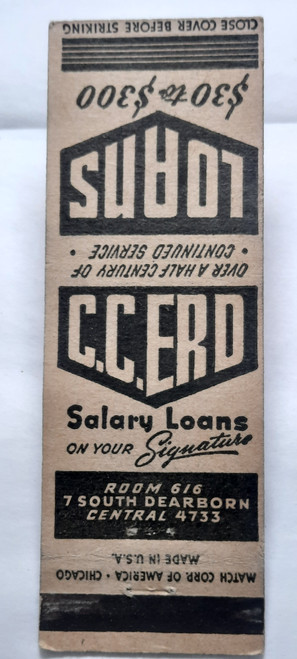 CLOSE COVER BEFORE STRIKING
$30 to $300
LOANS
OVER A HALF CENTURY OF
• CONTINUED SERVICE •
C.C.ERD
Salary Loans
ON YOUR Signature
ROOM 616
7 SOUTH DEARBORN
CENTRAL 4733
MATCH CORP. OF AMERICA • CHICAGO
MADE IN U.S.A.